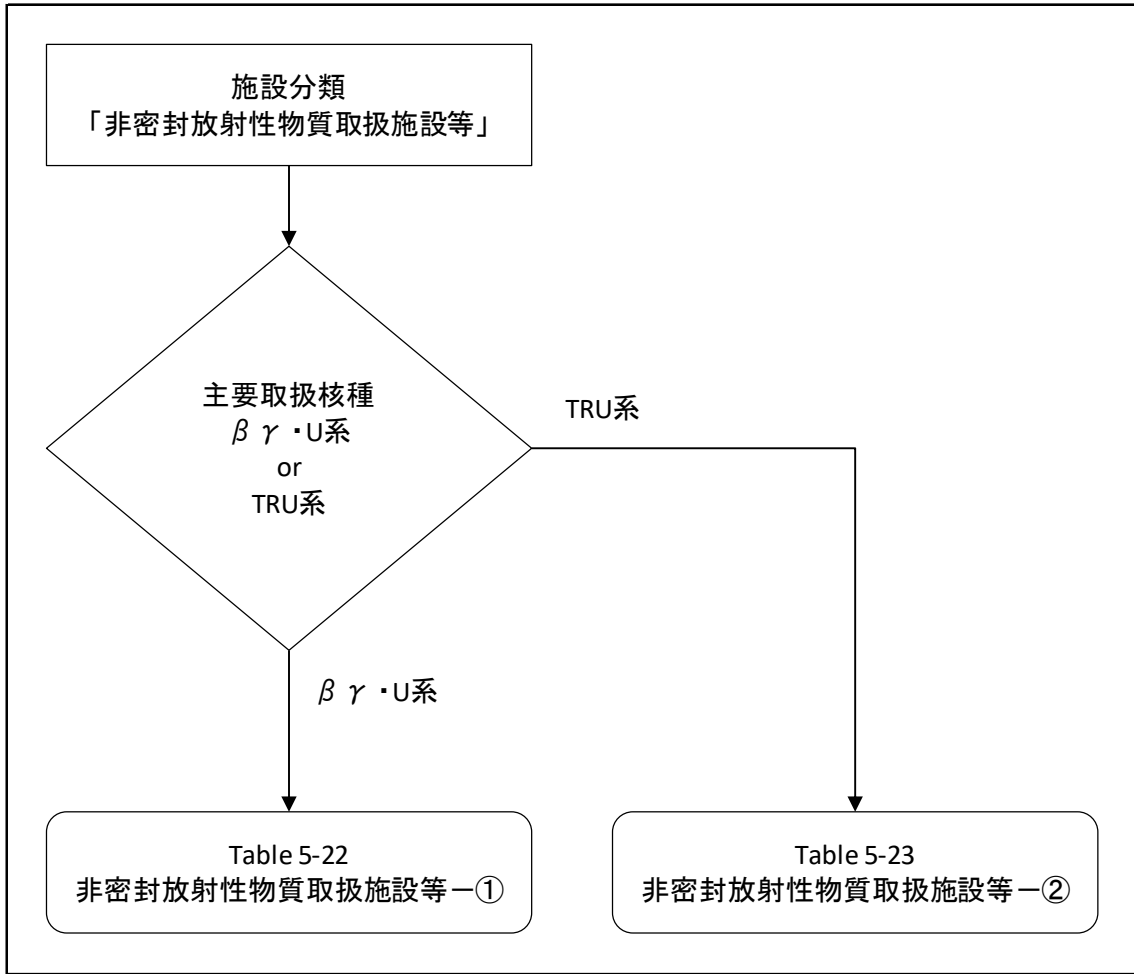 施設分類
「非密封放射性物質取扱施設等」
主要取扱核種
βγ・U系
or
TRU系
TRU系
βγ・U系
Table 5-22
非密封放射性物質取扱施設等ー①
Table 5-23
非密封放射性物質取扱施設等ー②